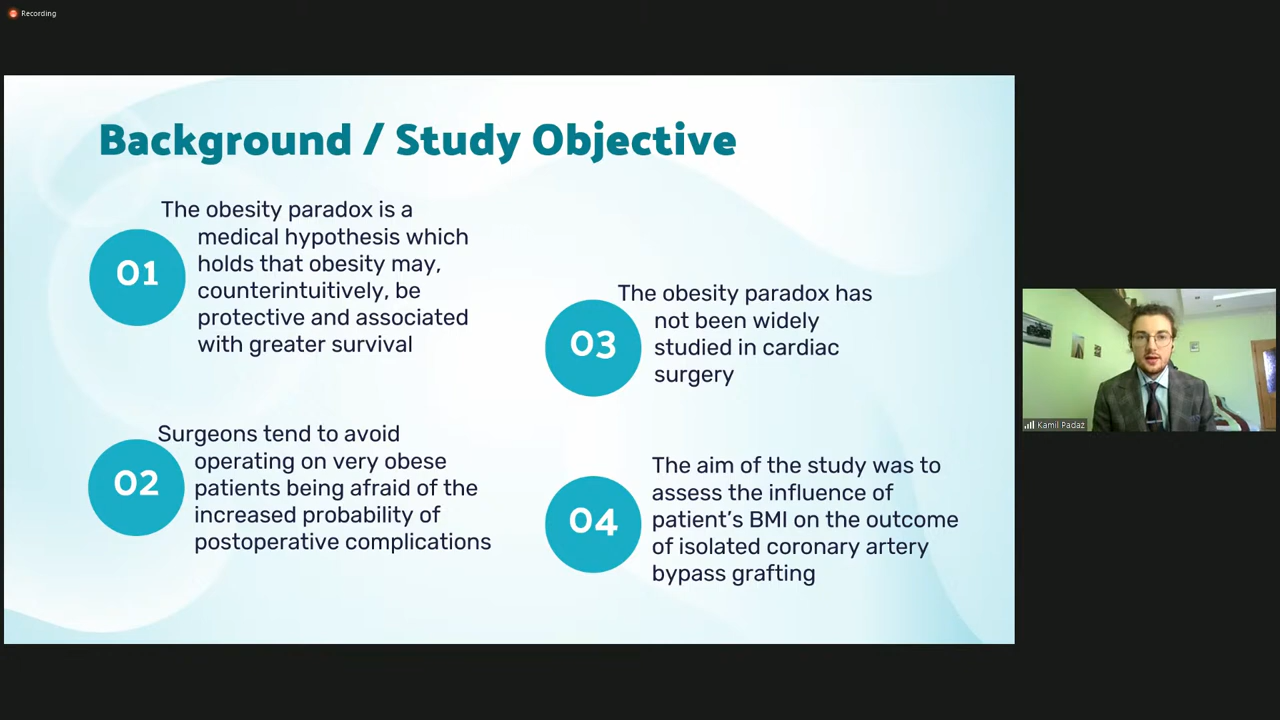 Recording
Background / Study Objective
01
The obesity paradox is a
medical hypothesis which
holds that obesity may,
counterintuitively, be
protective and associated
with greater survival
02
Surgeons tend to avoid
operating on very obese
patients being afraid of the
increased probability of
postoperative complications
03
The obesity paradox has
not been widely
studied in cardiac
surgery
04
The aim of the study was to
assess the influence of
patient's BMI on the outcome
of isolated coronary artery
bypass grafting
Kamil Padaz